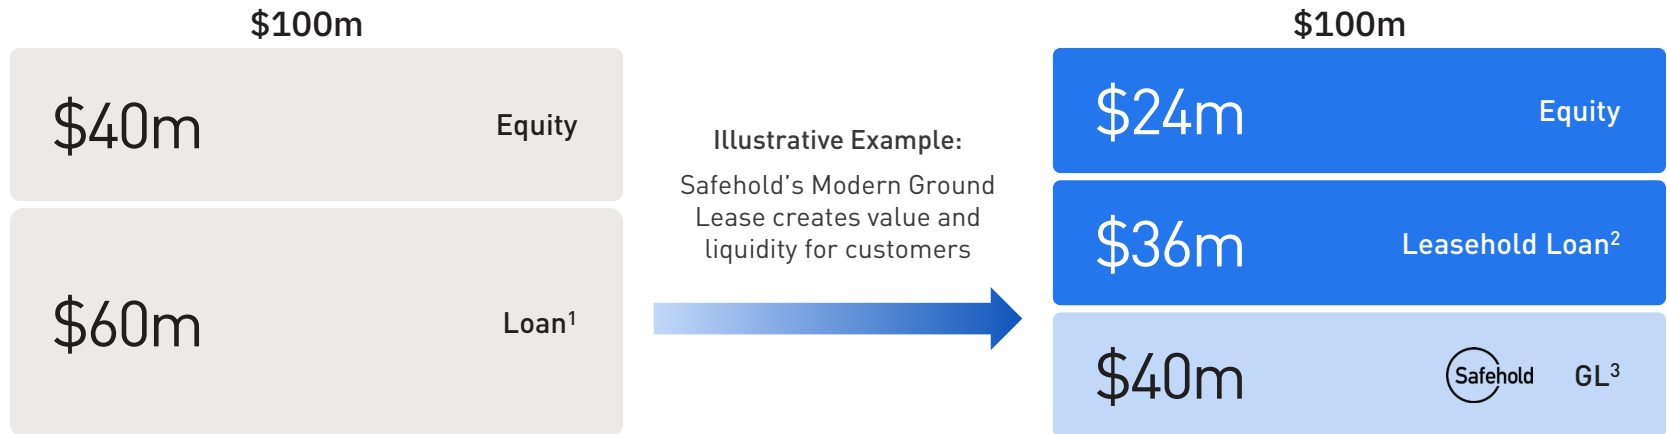 $100m
$40m Equity
$60m Loan¹
Illustrative Example:
Safehold’s Modern Ground
Lease creates value and
liquidity for customers
$100m
$24m Equity
$36m Leasehold Loan²
$40m Safehold GL³